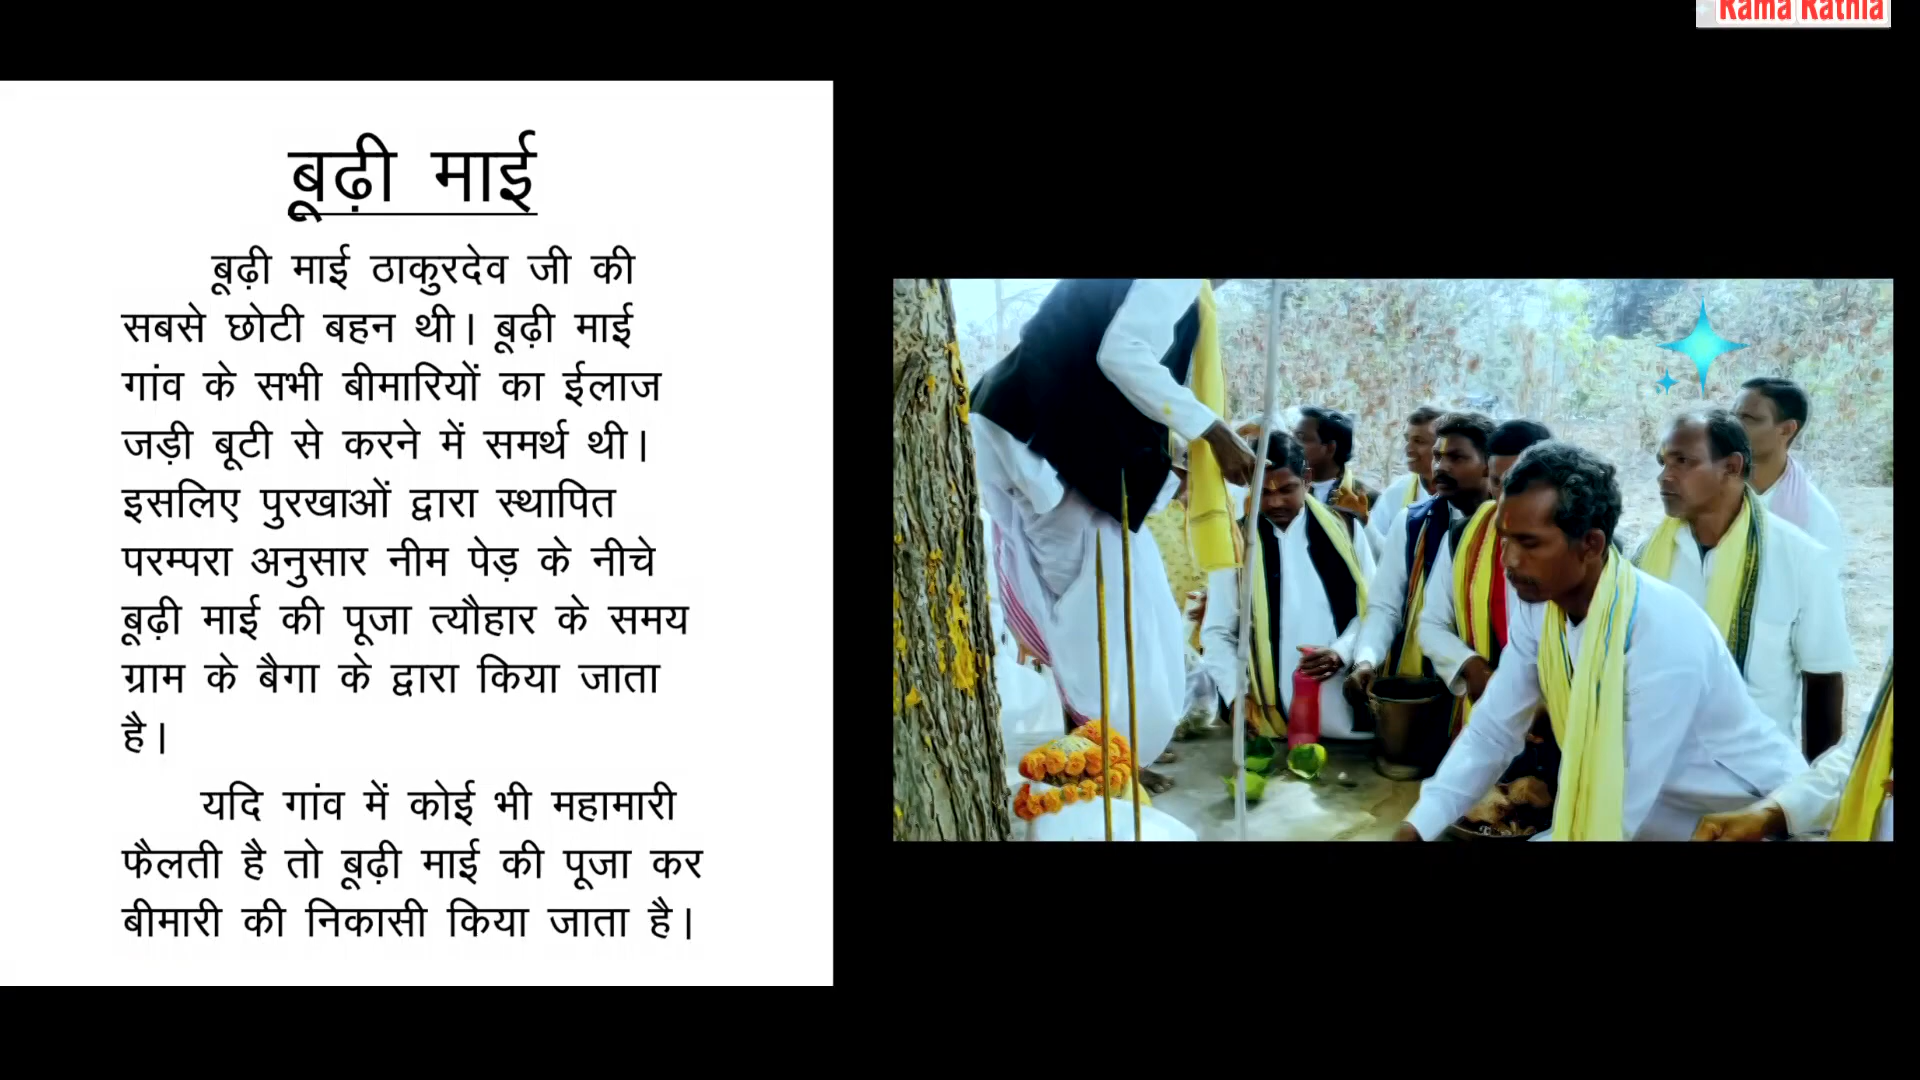 Rama Rathia
बूढ़ी माई
बूढ़ी माई ठाकुरदेव जी की
सबसे छोटी बहन थी। बूढ़ी माई
गांव के सभी बीमारियों का ईलाज
जड़ी बूटी से करने में समर्थ थी।
इसलिए पुरखाओं द्वारा स्थापित
परम्परा अनुसार नीम पेड़ के नीचे
बूढ़ी माई की पूजा त्यौहार के समय
ग्राम के बैगा के द्वारा किया जाता
है।
यदि गांव में कोई भी महामारी
फैलती है तो बूढ़ी माई की पूजा कर
बीमारी की निकासी किया जाता है।